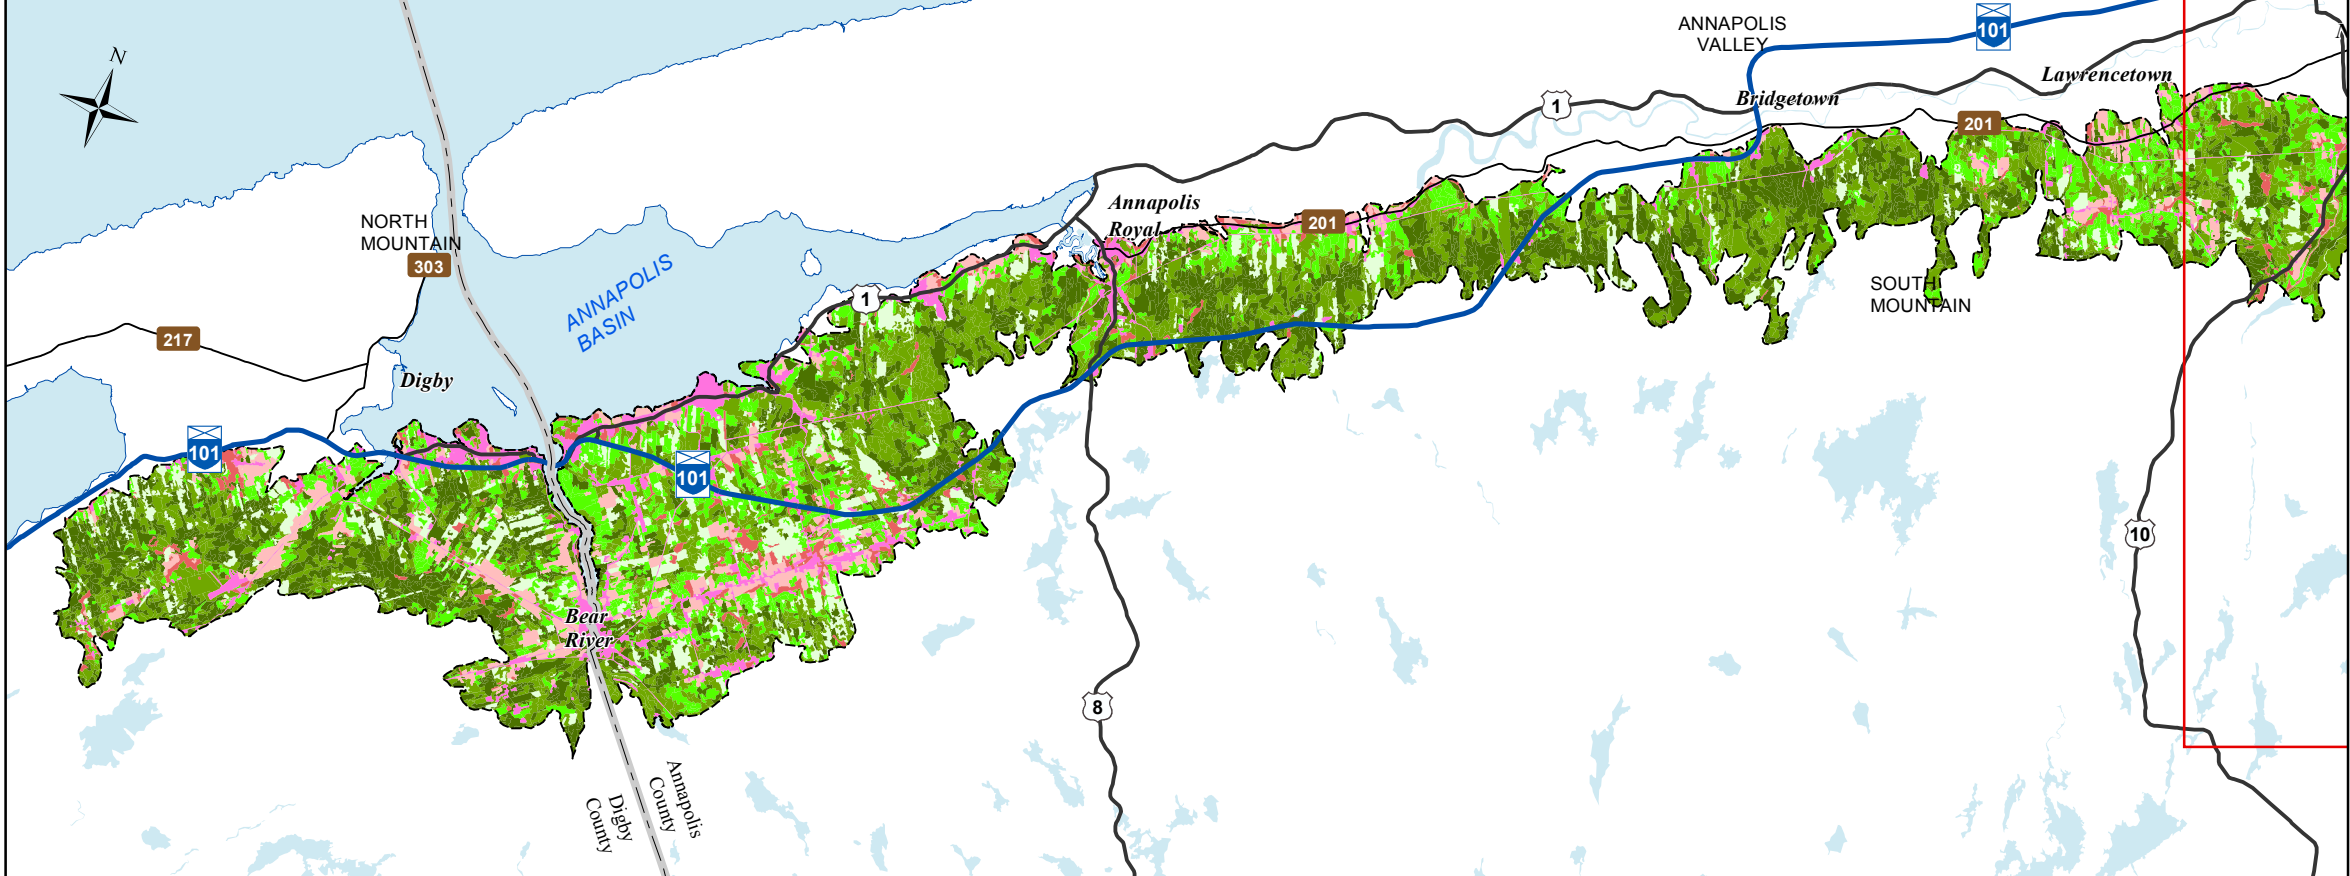 ANNAPOLIS
VALLEY
101
N
Lawrencetown
1
Bridgetown
201
Annapolis
Royal
NORTH
MOUNTAIN
201
303
ANNAPOLIS
BASIN
SOUTH
MOUNTAIN
1
217
Digby
101
101
10
Bear
River
8
Annapolis
County
Digby
County